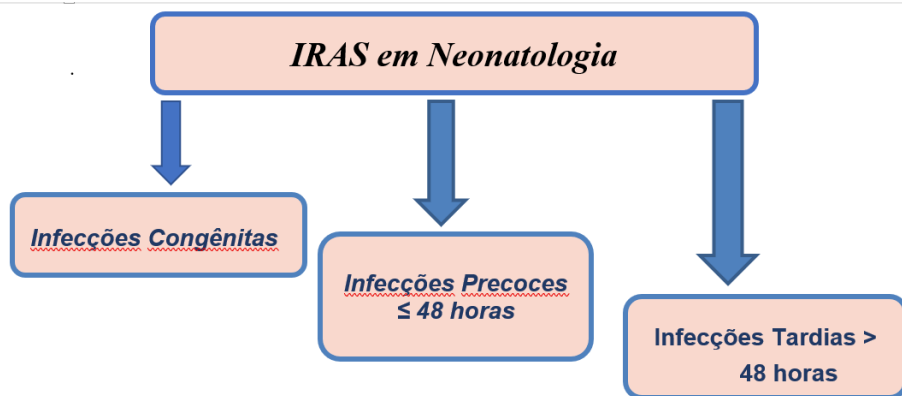 IRAS em Neonatologia
Infecções Congênitas
Infecções Precoces
≤ 48 horas
Infecções Tardias >
48 horas